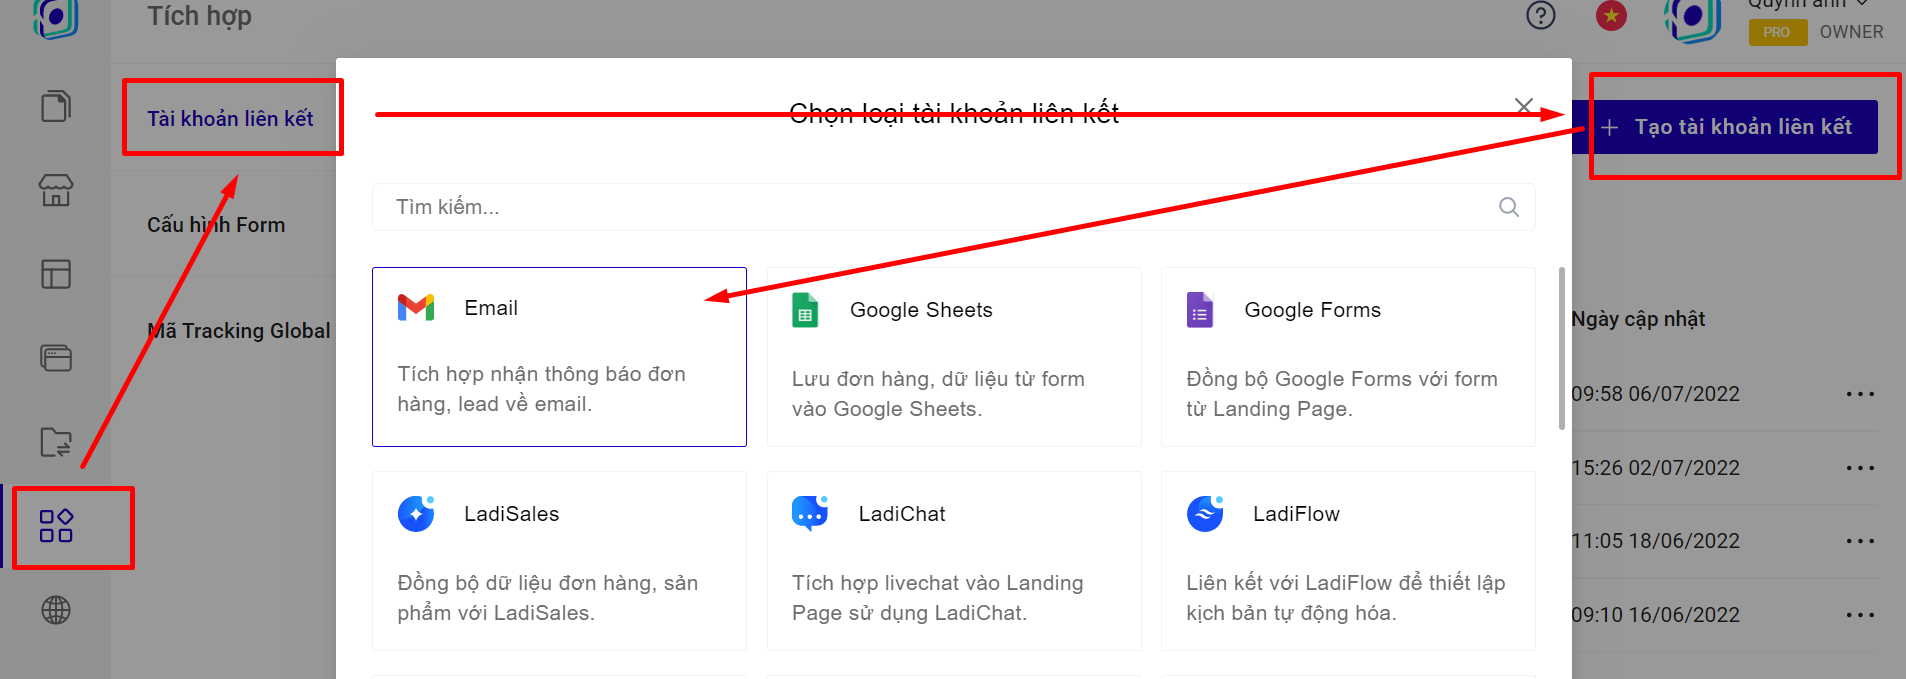 Tích hợp
Quỳnh anh
PRO OWNER
Tài khoản liên kết
Cấu hình Form
Mã Tracking Global
Chọn loại tài khoản liên kết
Tạo tài khoản liên kết
Tìm kiếm...
Email
Tích hợp nhận thông báo đơn
hàng, lead về email.
Google Sheets
Lưu đơn hàng, dữ liệu từ form
vào Google Sheets.
Google Forms
Đồng bộ Google Forms với form
từ Landing Page.
LadiSales
Đồng bộ dữ liệu đơn hàng, sản
phẩm với LadiSales.
LadiChat
Tích hợp livechat vào Landing
Page sử dụng LadiChat.
LadiFlow
Liên kết với LadiFlow để thiết lập
kịch bản tự động hóa.
Ngày cập nhật
09:58 06/07/2022
15:26 02/07/2022
11:05 18/06/2022
09:10 16/06/2022